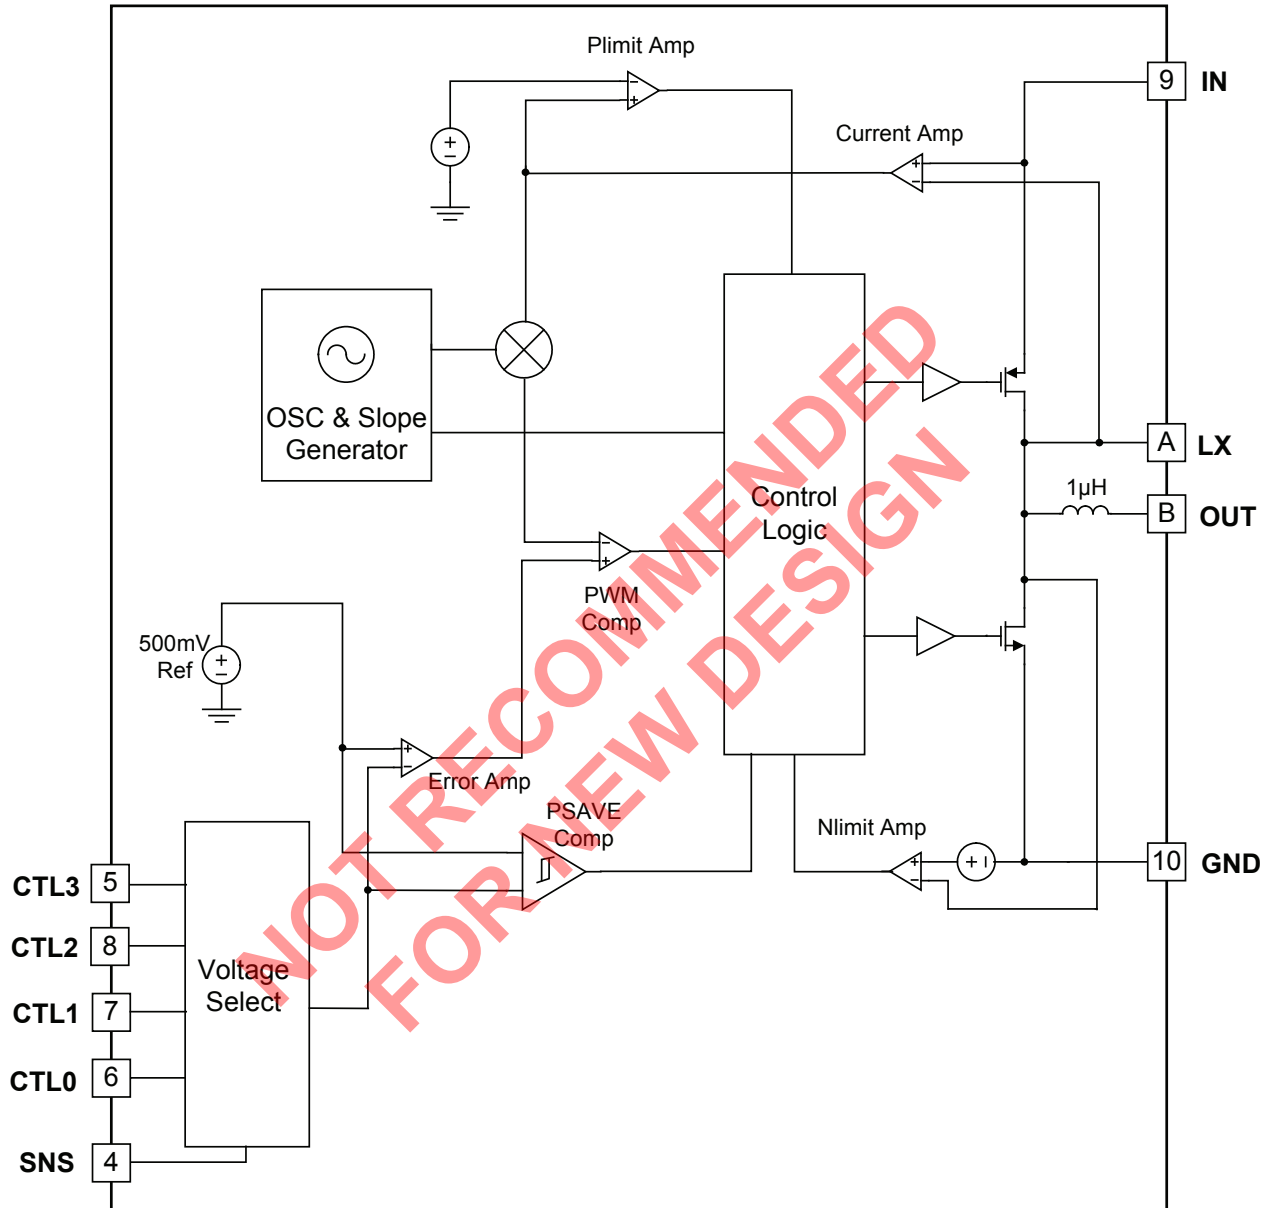 Plimit Amp
9 IN
Current Amp
+
−
OSC & Slope
Generator
A LX
1µH
B OUT
Control
Logic
PWM
Comp
500mV
Ref
Error Amp
PSAVE
Comp
Nlimit Amp
10 GND
CTL3 5
CTL2 8
CTL1 7
CTL0 6
SNS 4
Voltage
Select
NOT RECOMMENDED
FOR NEW DESIGN